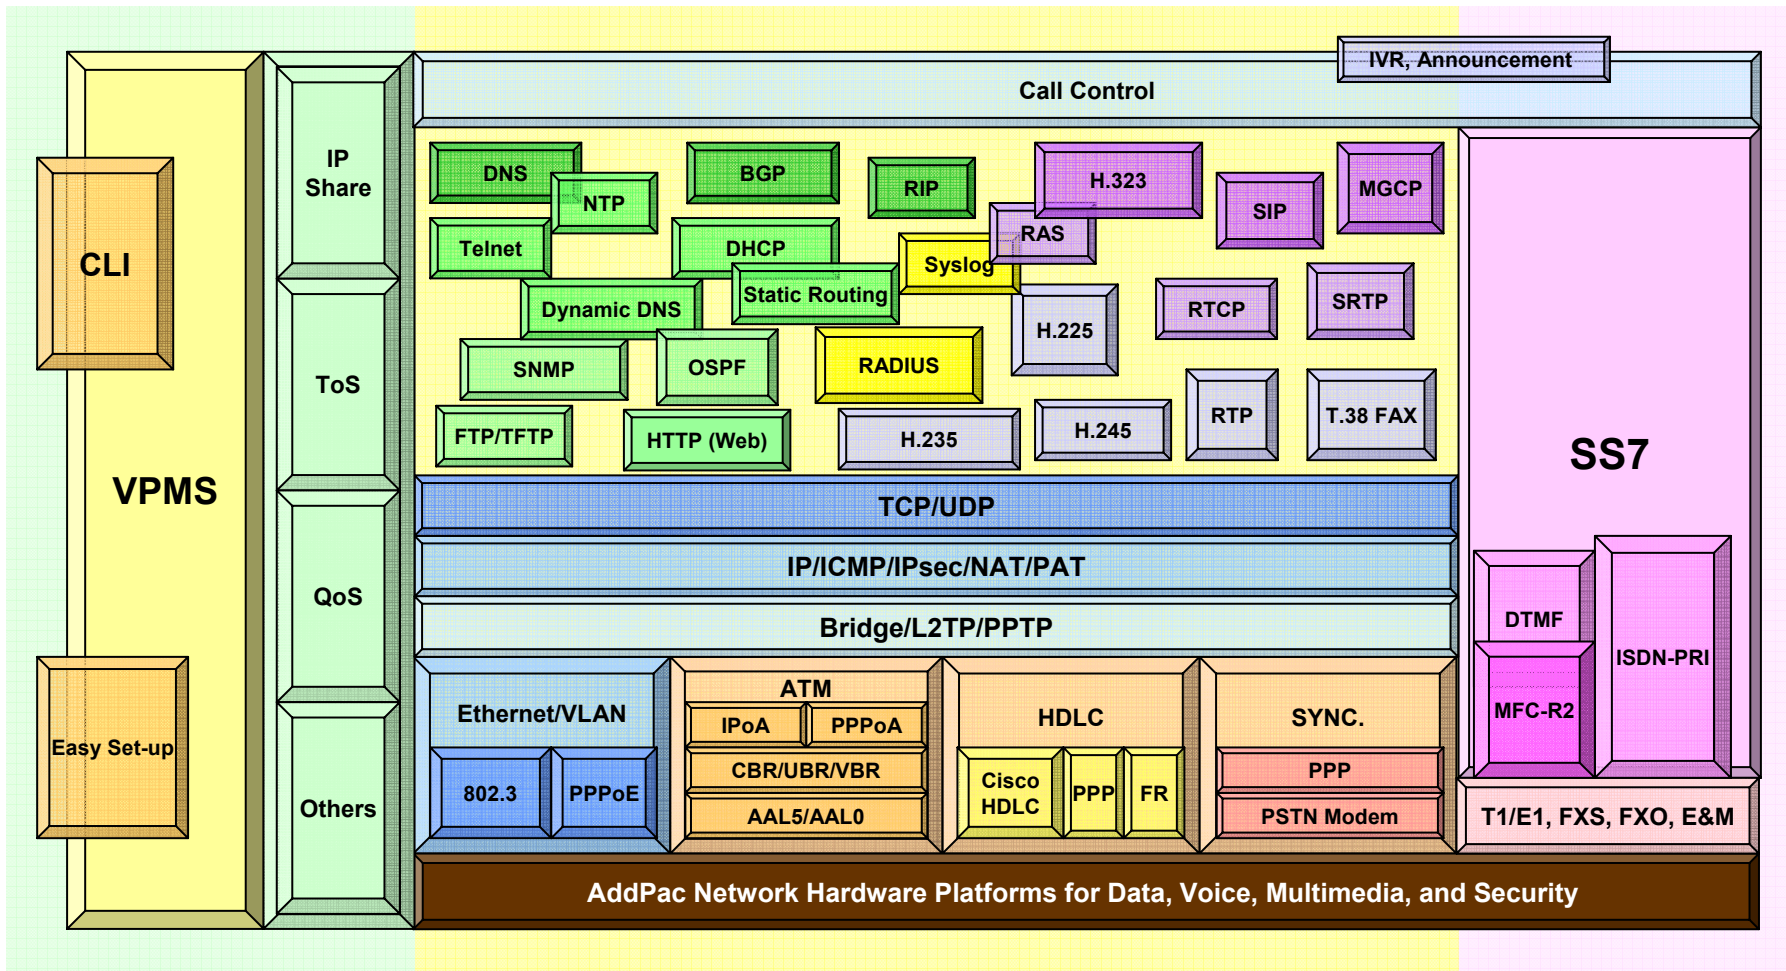 IVR, Announcement
Call Control
IP
Share
DNS
NTP
BGP
RIP
H.323
SIP
MGCP
CLI
Telnet
DHCP
Syslog
RAS
Dynamic DNS
Static Routing
H.225
RTCP
SRTP
SNMP
OSPF
RADIUS
ToS
FTP/TFTP
HTTP (Web)
H.235
H.245
RTP
T.38 FAX
SS7
VPMS
TCP/UDP
IP/ICMP/IPsec/NAT/PAT
QoS
Bridge/L2TP/PPTP
DTMF
ISDN-PRI
MFC-R2
Ethernet/VLAN
802.3
PPPoE
ATM
IPoA
PPPoA
CBR/UBR/VBR
AAL5/AAL0
HDLC
Cisco
HDLC
PPP
FR
SYNC.
PPP
PSTN Modem
Easy Set-up
Others
T1/E1, FXS, FXO, E&M
AddPac Network Hardware Platforms for Data, Voice, Multimedia, and Security